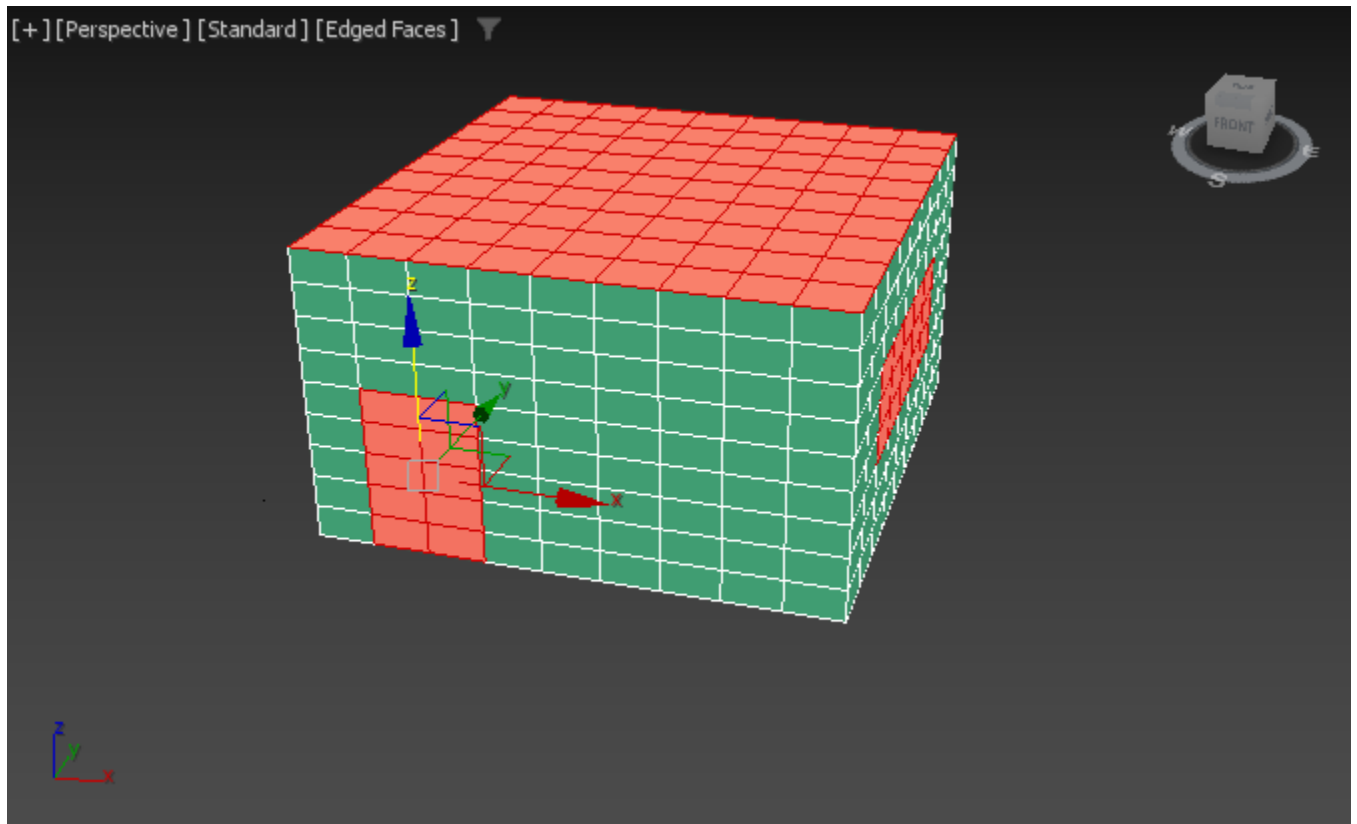 [+] [Perspective ] [Standard ] [Edged Faces ]
FRONT
S
E
z
y
x
z
y
x